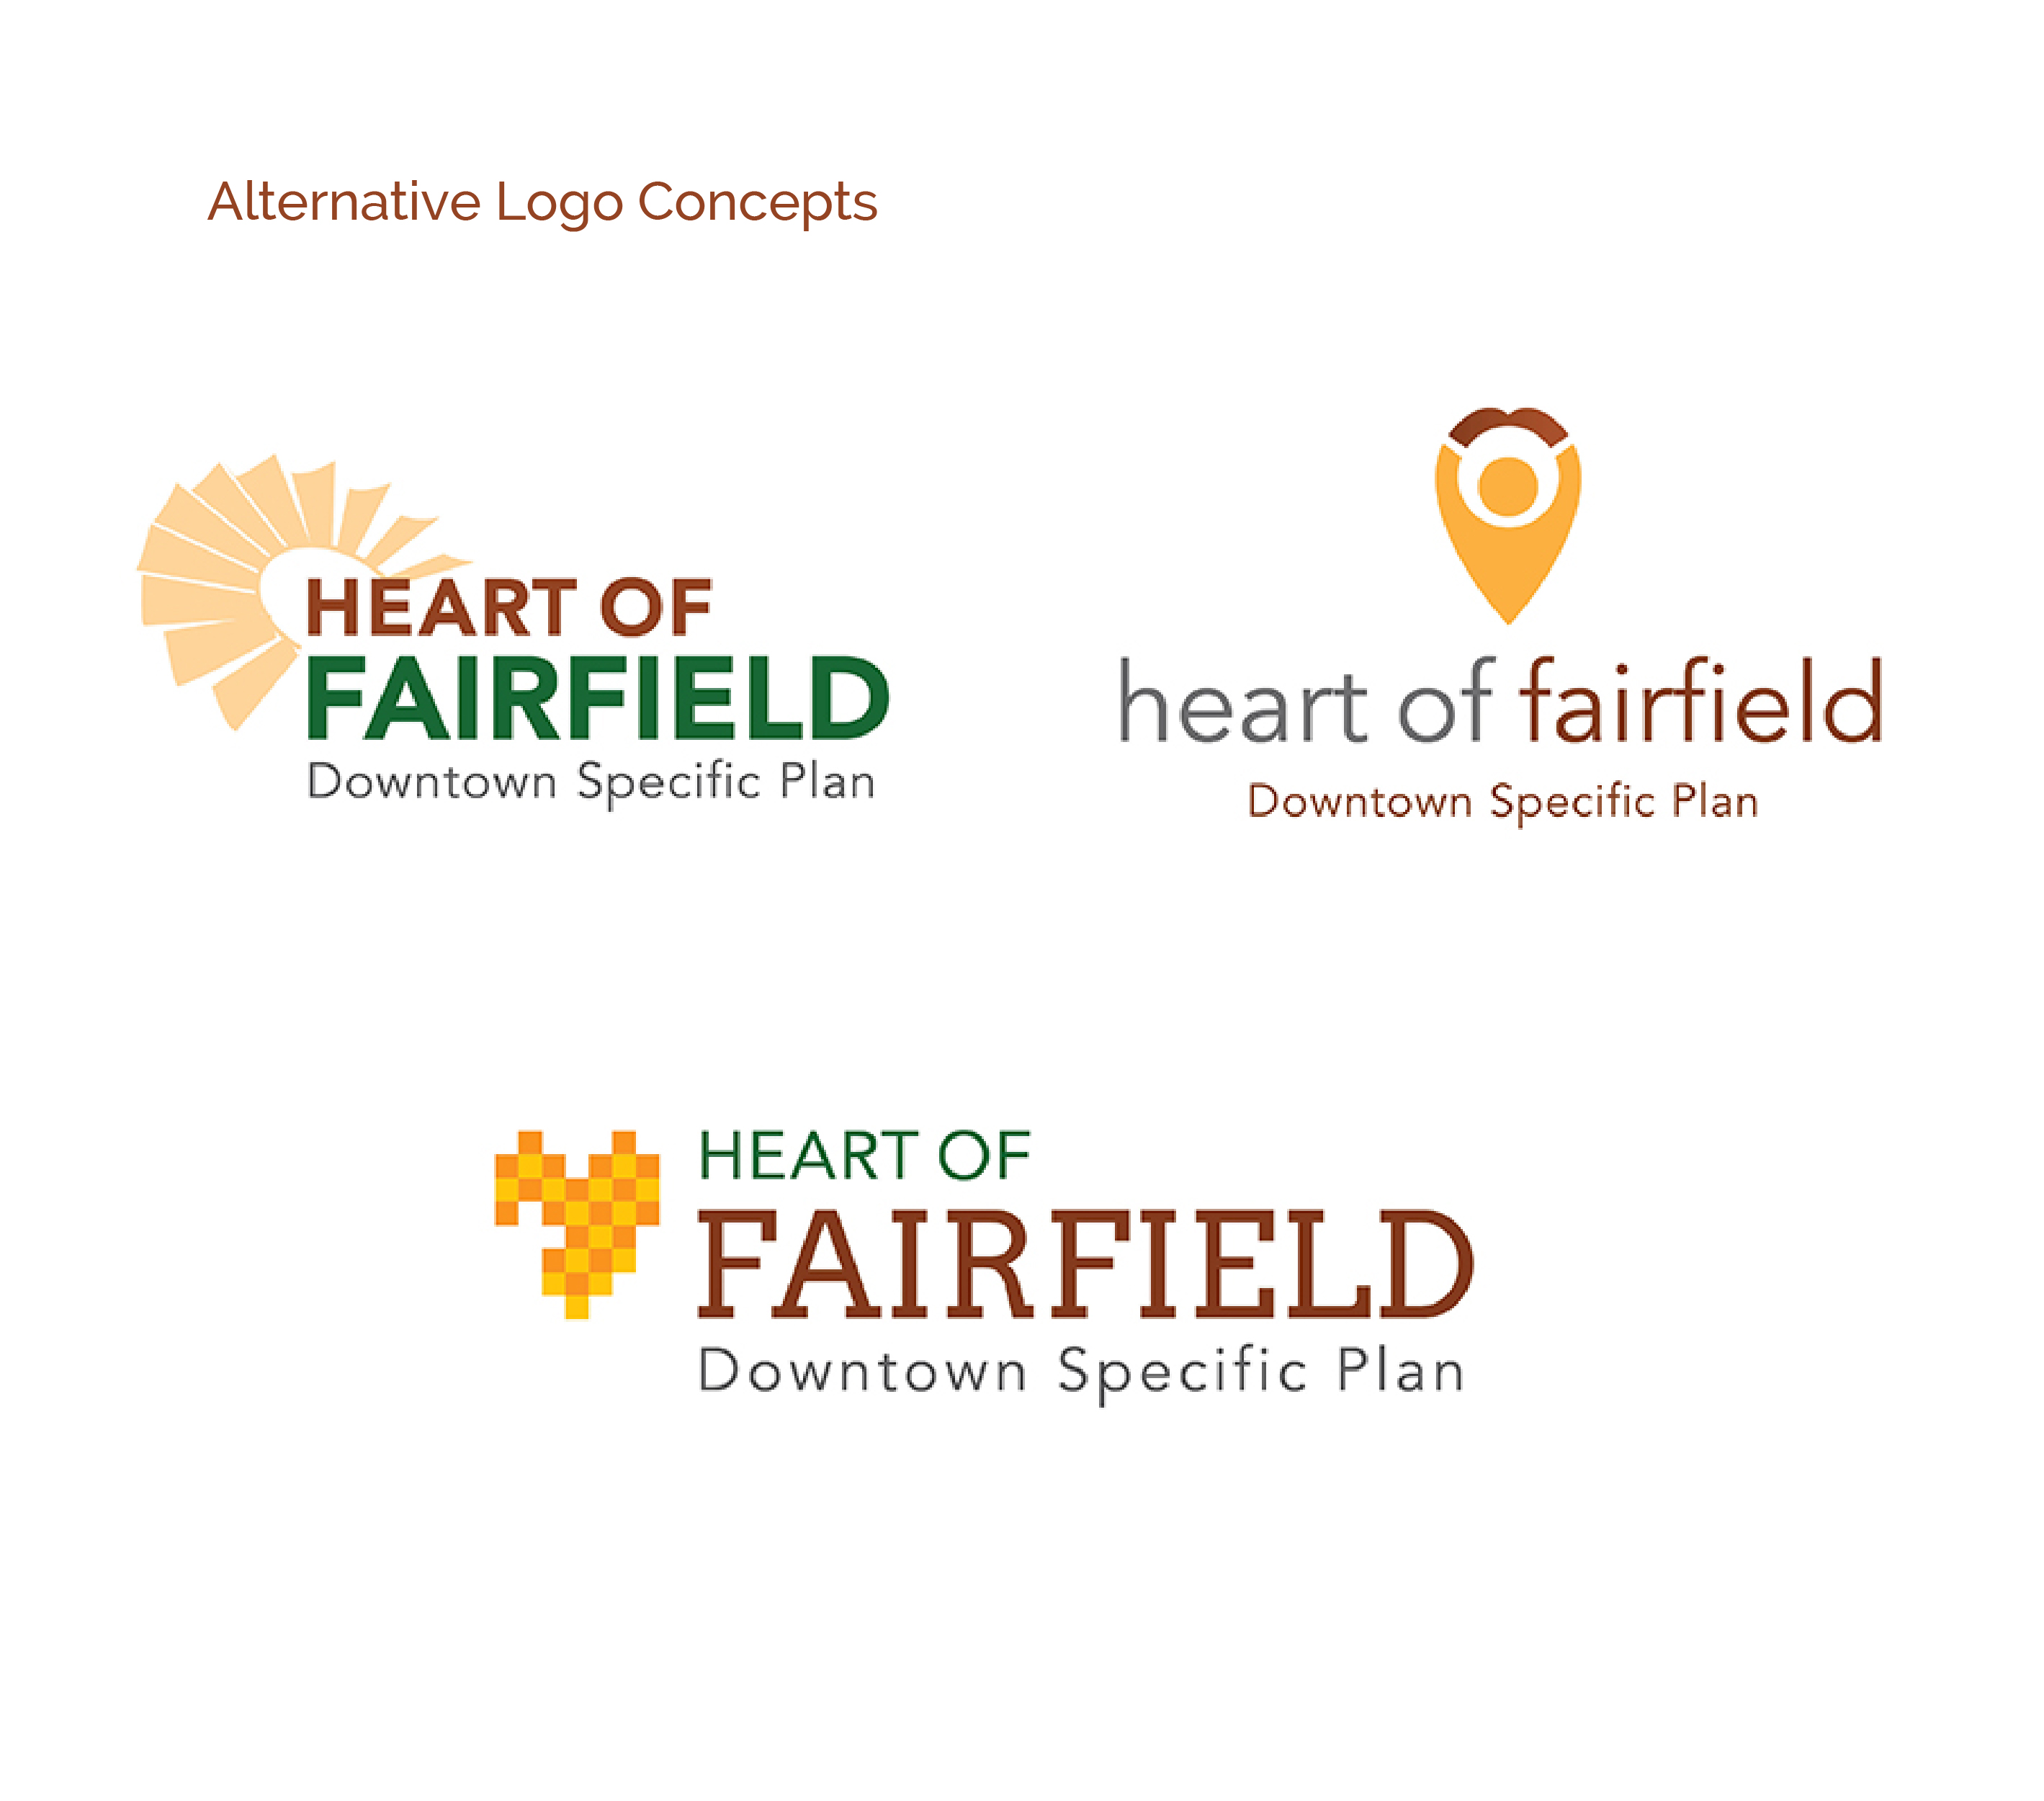 Alternative Logo Concepts
HEART OF
FAIRFIELD
Downtown Specific Plan
heart of fairfield
Downtown Specific Plan
HEART OF
FAIRFIELD
Downtown Specific Plan